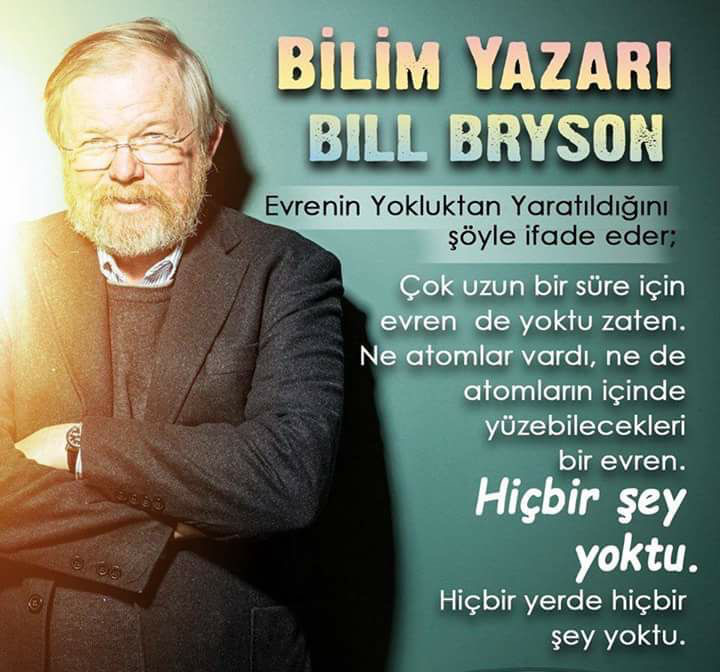 BİLİM YAZARI
BILL BRYSON
Evrenin Yokluktan Yaratıldığını
şöyle ifade eder;
Çok uzun bir süre için
evren de yoktu zaten.
Ne atomlar vardı, ne de
atomların içinde
yüzebilecekleri
bir evren.
Hiçbir şey
yoktu.
Hiçbir yerde hiçbir
şey yoktu.